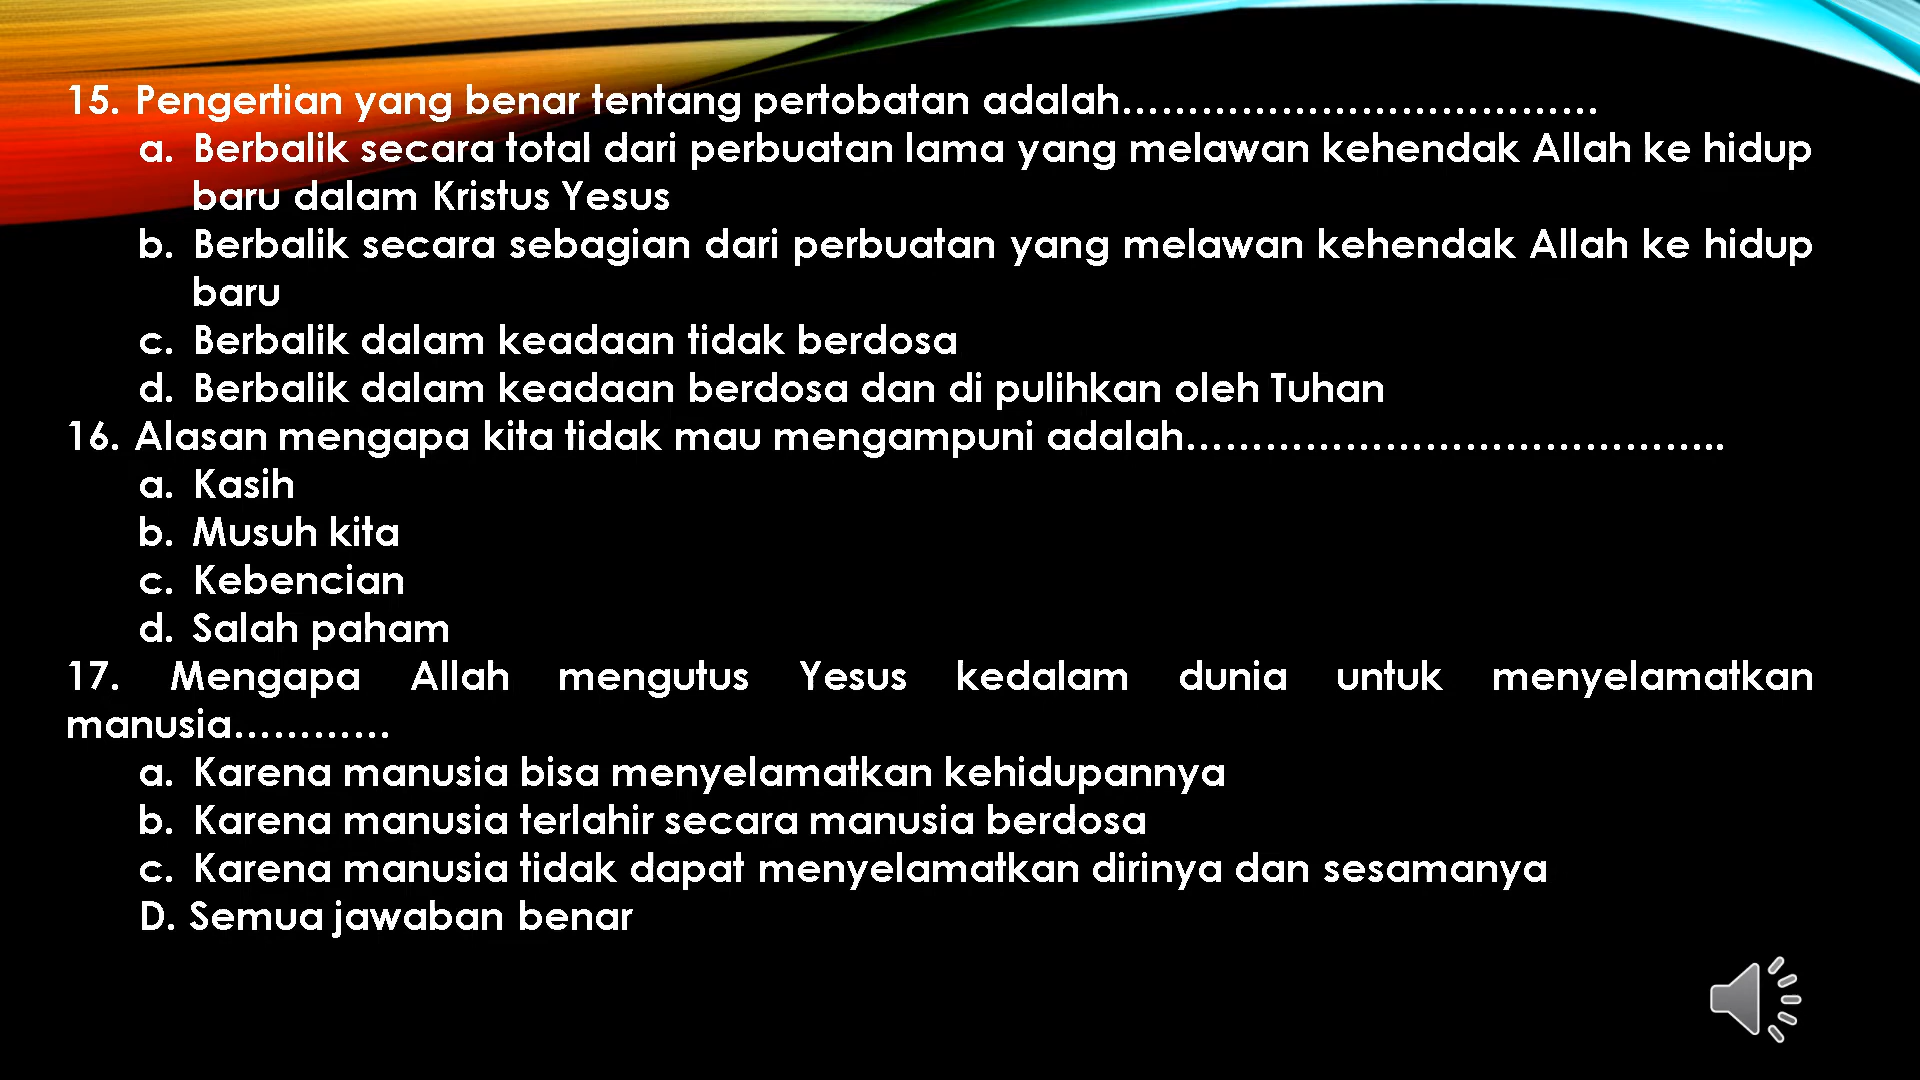 15. Pengertian yang benar tentang pertobatan adalah………………………………
a. Berbalik secara total dari perbuatan lama yang melawan kehendak Allah ke hidup
baru dalam Kristus Yesus
b. Berbalik secara sebagian dari perbuatan yang melawan kehendak Allah ke hidup
baru
c. Berbalik dalam keadaan tidak berdosa
d. Berbalik dalam keadaan berdosa dan di pulihkan oleh Tuhan
16. Alasan mengapa kita tidak mau mengampuni adalah…………………………………..
a. Kasih
b. Musuh kita
c. Kebencian
d. Salah paham
17. Mengapa Allah mengutus Yesus kedalam dunia untuk menyelamatkan
manusia…………
a. Karena manusia bisa menyelamatkan kehidupannya
b. Karena manusia terlahir secara manusia berdosa
c. Karena manusia tidak dapat menyelamatkan dirinya dan sesamanya
D. Semua jawaban benar